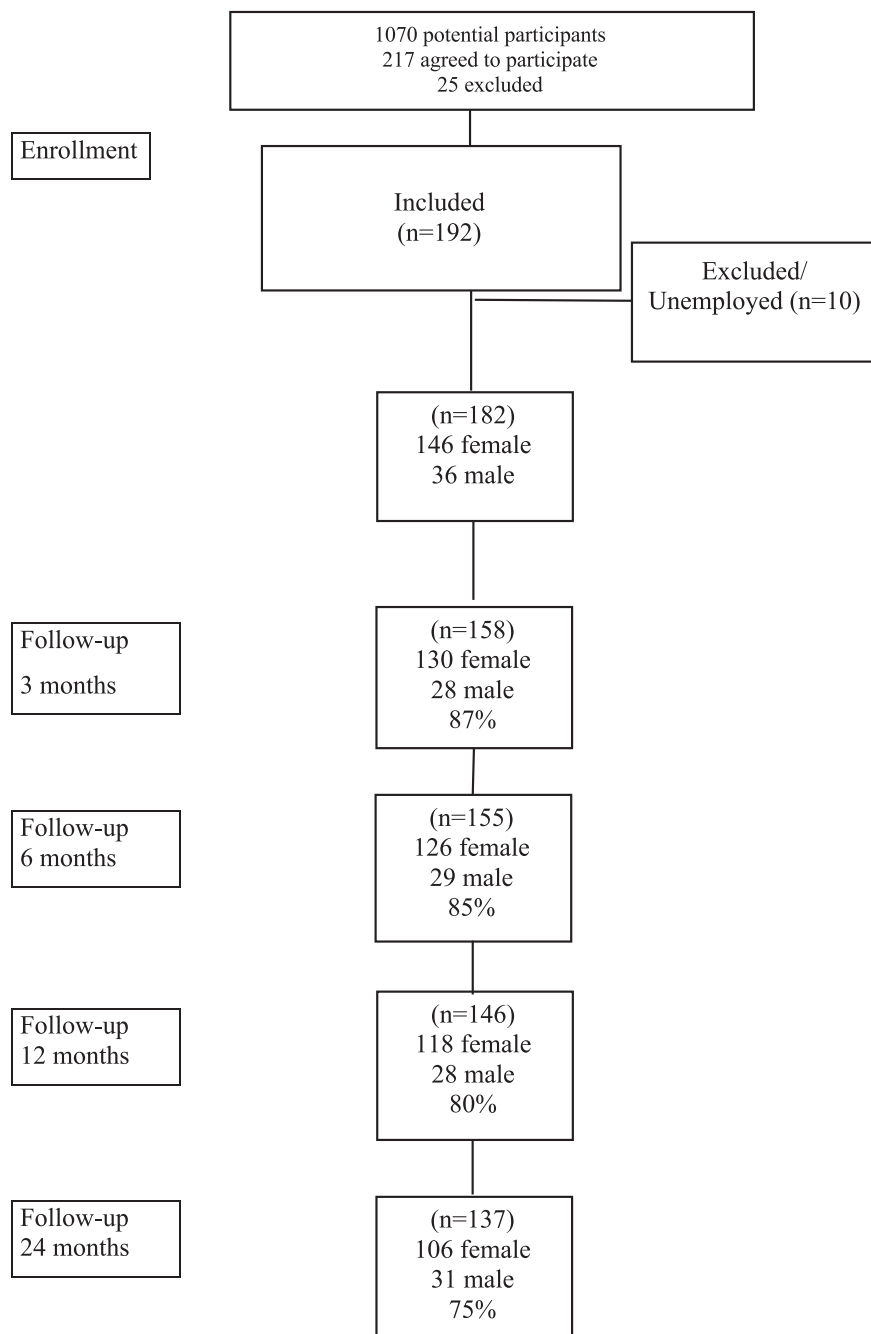 1070 potential participants
217 agreed to participate
25 excluded
Enrollment
Included
(n=192)
Excluded/
Unemployed (n=10)
(n=182)
146 female
36 male
Follow-up
3 months
(n=158)
130 female
28 male
87%
Follow-up
6 months
(n=155)
126 female
29 male
85%
Follow-up
12 months
(n=146)
118 female
28 male
80%
Follow-up
24 months
(n=137)
106 female
31 male
75%